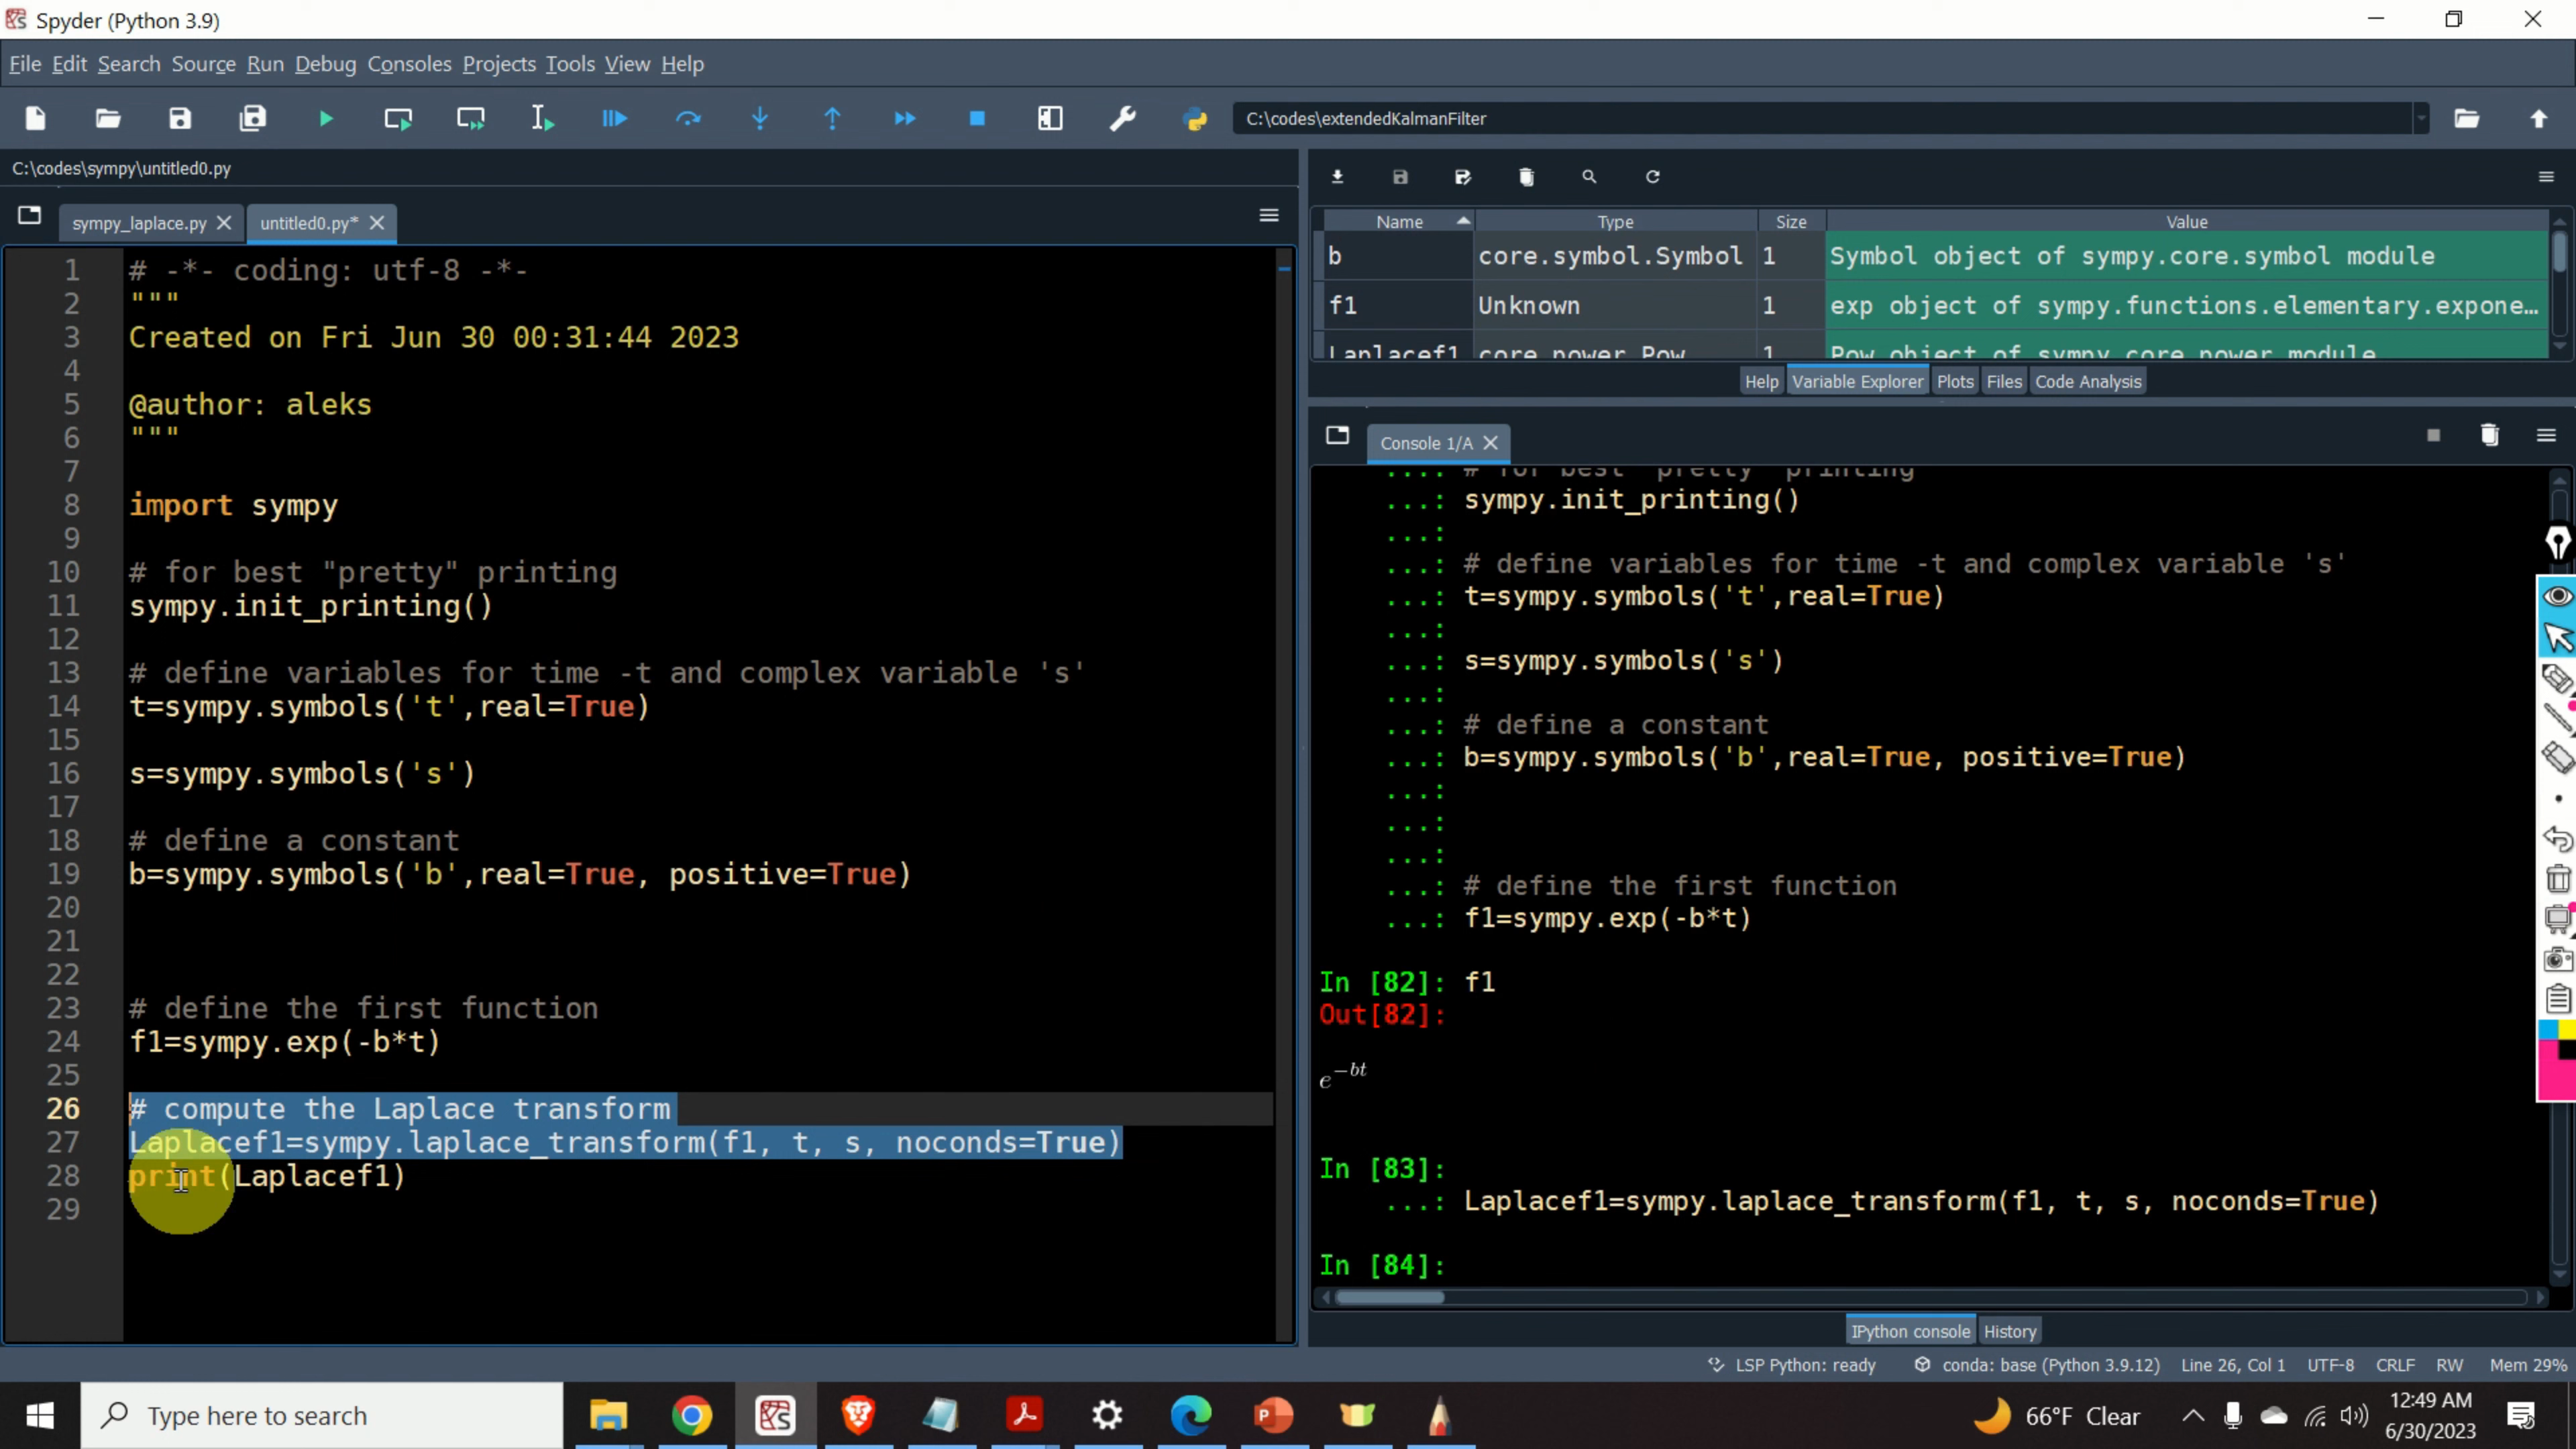 Spyder (Python 3.9)
File Edit Search Source Run Debug Consoles Projects Tools View Help
C:\codes\extendedKalmanFilter
C:\codes\sympy\untitled0.py
sympy_laplace.py
untitled0.py*
1 # -*- coding: utf-8 -*-
2 """
3 Created on Fri Jun 30 00:31:44 2023
4
5 @author: aleks
6 """
7
8 import sympy
9
10 # for best "pretty" printing
11 sympy.init_printing()
12
13 # define variables for time -t and complex variable 's'
14 t=sympy.symbols('t',real=True)
15
16 s=sympy.symbols('s')
17
18 # define a constant
19 b=sympy.symbols('b',real=True, positive=True)
20
21
22
23 # define the first function
24 f1=sympy.exp(-b*t)
25
26 # compute the Laplace transform
27 Laplacef1=sympy.laplace_transform(f1, t, s, noconds=True)
28 print(Laplacef1)
29
Name Type Size Value
b core.symbol.Symbol 1 Symbol object of sympy.core.symbol module
f1 Unknown 1 exp object of sympy.functions.elementary.expone…
Laplacef1 core.power.Pow 1 Pow object of sympy.core.power module
Help Variable Explorer Plots Files Code Analysis
Console 1/A
...: # for best "pretty" printing
...: sympy.init_printing()
...:
...: # define variables for time -t and complex variable 's'
...: t=sympy.symbols('t',real=True)
...:
...: s=sympy.symbols('s')
...:
...: # define a constant
...: b=sympy.symbols('b',real=True, positive=True)
...:
...:
...:
...: # define the first function
...: f1=sympy.exp(-b*t)
In [82]: f1
Out[82]:
e^{-bt}
In [83]:
...: Laplacef1=sympy.laplace_transform(f1, t, s, noconds=True)
In [84]:
IPython console History
LSP Python: ready conda: base (Python 3.9.12) Line 26, Col 1 UTF-8 CRLF RW Mem 29%
Type here to search
66°F Clear
12:49 AM
6/30/2023